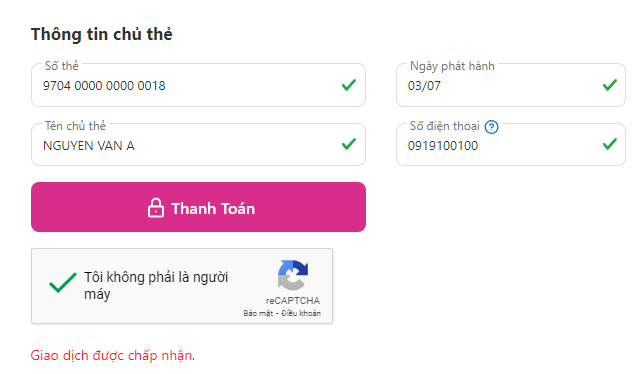 Thông tin chủ thẻ
Số thẻ
9704 0000 0000 0018
Ngày phát hành
03/07
Tên chủ thẻ
NGUYEN VAN A
Số điện thoại ?
0919100100
Thanh Toán
Tôi không phải là người
máy
reCAPTCHA
Bảo mật - Điều khoản
Giao dịch được chấp nhận.